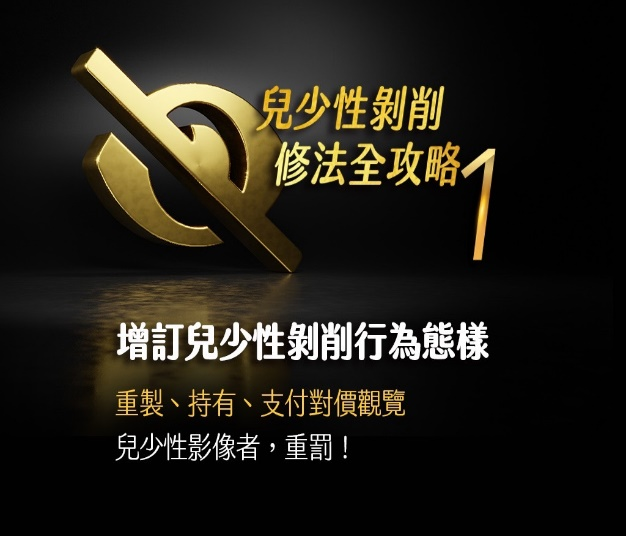 兒少性剝削
修法全攻略1
增訂兒少性剝削行為態樣
重製、持有、支付對價觀覽
兒少性影像者，重罰！